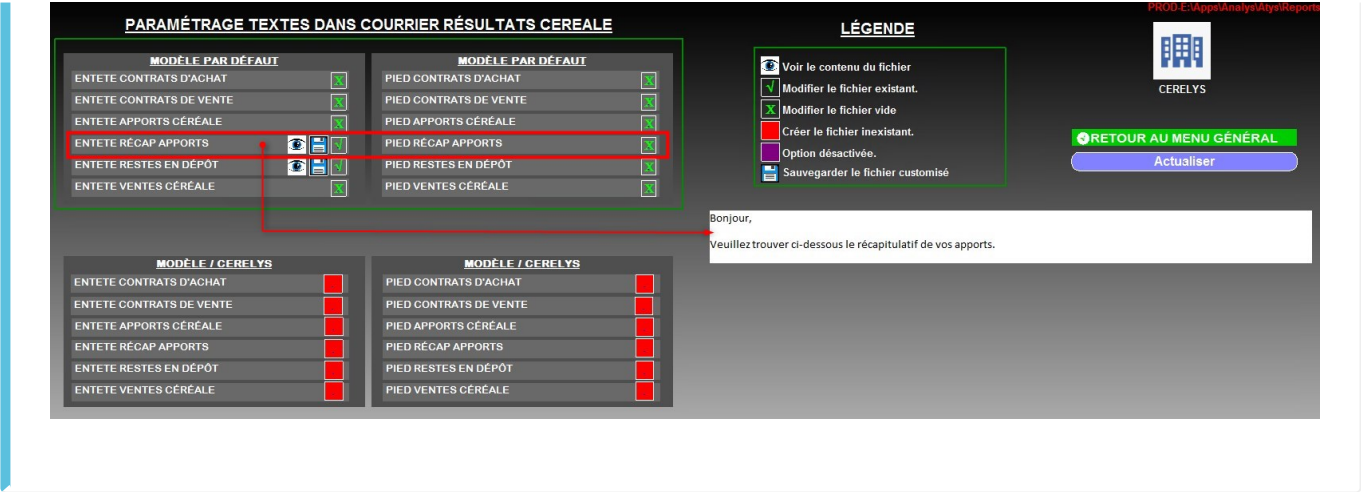 PROD-E:\Apps\Analys\Atys\Reports
PARAMÉTRAGE TEXTES DANS COURRIER RÉSULTATS CEREALE
MODÈLE PAR DÉFAUT
ENTETE CONTRATS D'ACHAT X
ENTETE CONTRATS DE VENTE X
ENTETE APPORTS CÉRÉALE X
ENTETE RÉCAP APPORTS √
ENTETE RESTES EN DÉPÔT √
ENTETE VENTES CÉRÉALE X
MODÈLE PAR DÉFAUT
PIED CONTRATS D'ACHAT X
PIED CONTRATS DE VENTE X
PIED APPORTS CÉRÉALE X
PIED RÉCAP APPORTS X
PIED RESTES EN DÉPÔT X
PIED VENTES CÉRÉALE X
LÉGENDE
Voir le contenu du fichier
√ Modifier le fichier existant.
X Modifier le fichier vide
Créer le fichier inexistant.
Option désactivée.
Sauvegarder le fichier customisé
CERELYS
RETOUR AU MENU GÉNÉRAL
Actualiser
Bonjour,
Veuillez trouver ci-dessous le récapitulatif de vos apports.
MODÈLE / CERELYS
ENTETE CONTRATS D'ACHAT
ENTETE CONTRATS DE VENTE
ENTETE APPORTS CÉRÉALE
ENTETE RÉCAP APPORTS
ENTETE RESTES EN DÉPÔT
ENTETE VENTES CÉRÉALE
MODÈLE / CERELYS
PIED CONTRATS D'ACHAT
PIED CONTRATS DE VENTE
PIED APPORTS CÉRÉALE
PIED RÉCAP APPORTS
PIED RESTES EN DÉPÔT
PIED VENTES CÉRÉALE